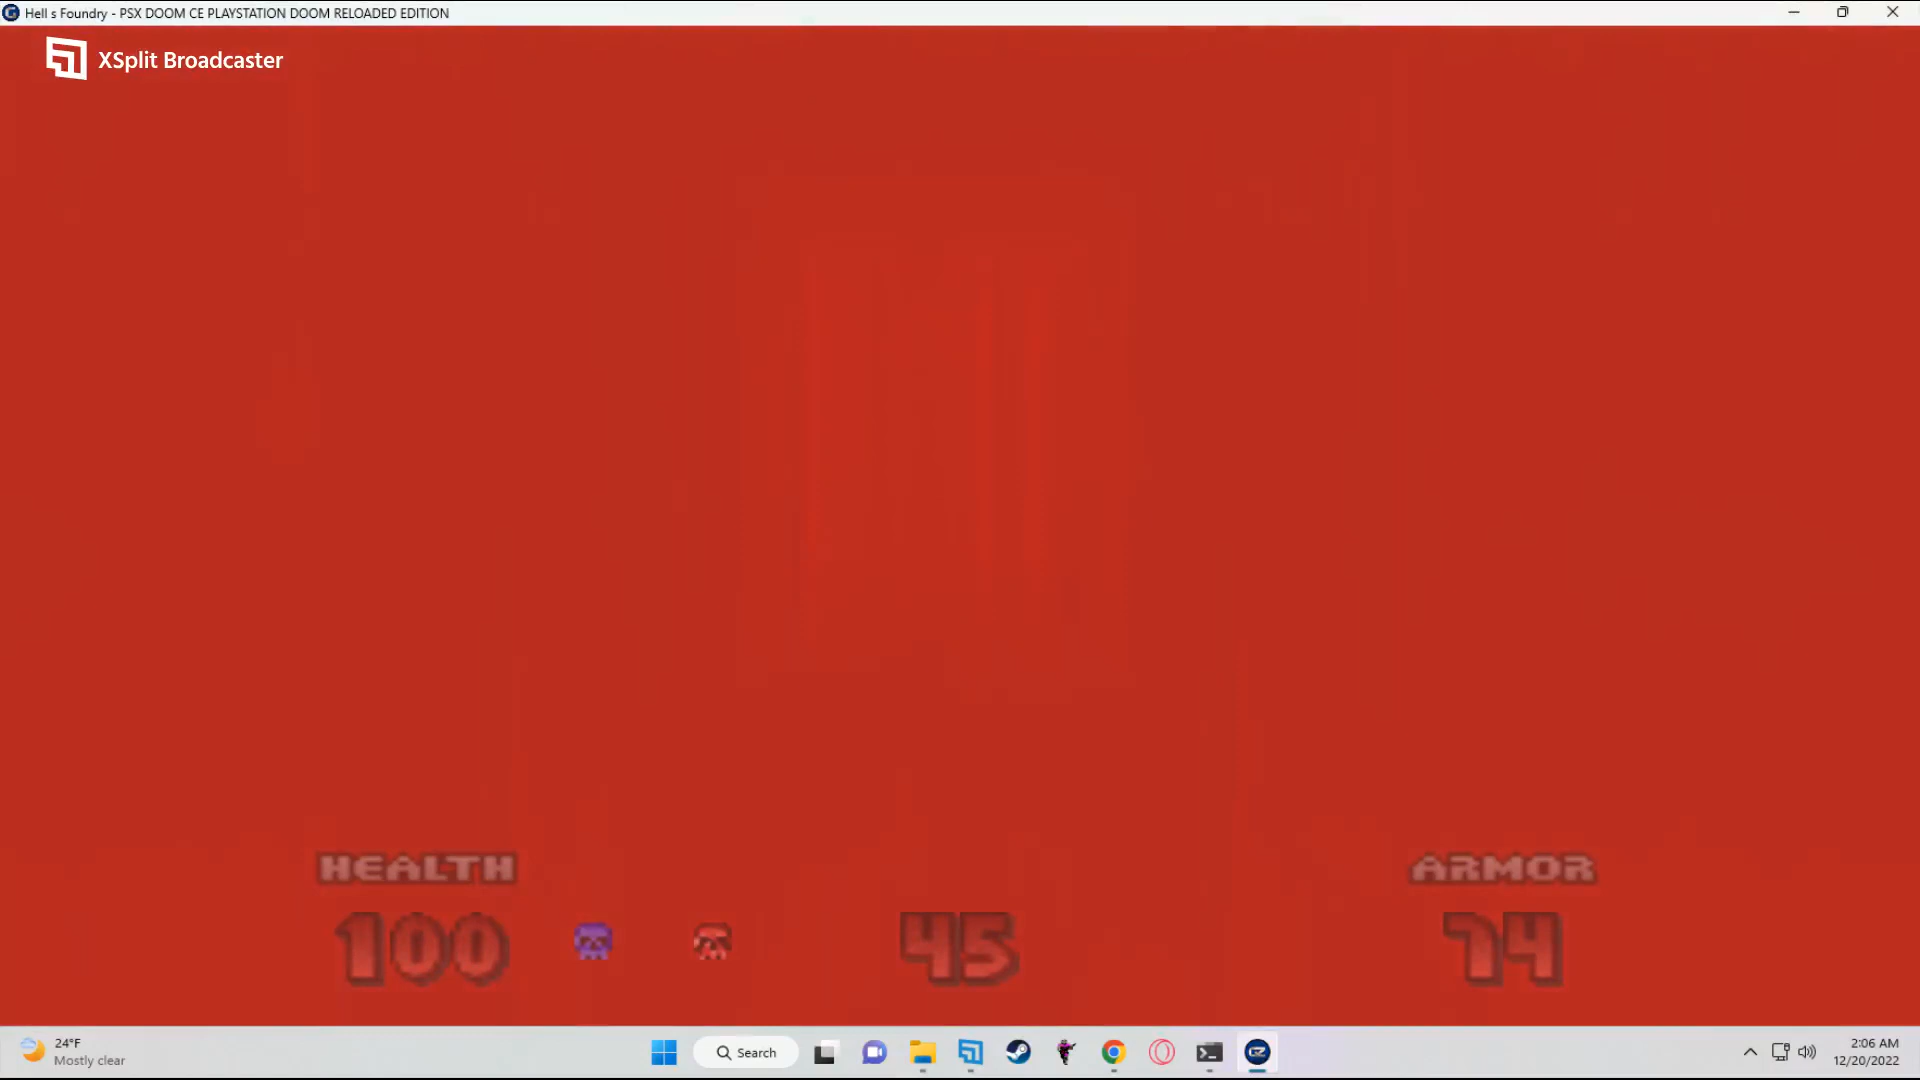 Hell s Foundry - PSX DOOM CE PLAYSTATION DOOM RELOADED EDITION
XSplit Broadcaster
HEALTH
ARMOR
100
45
74
24°F
Mostly clear
Search
2:06 AM
12/20/2022